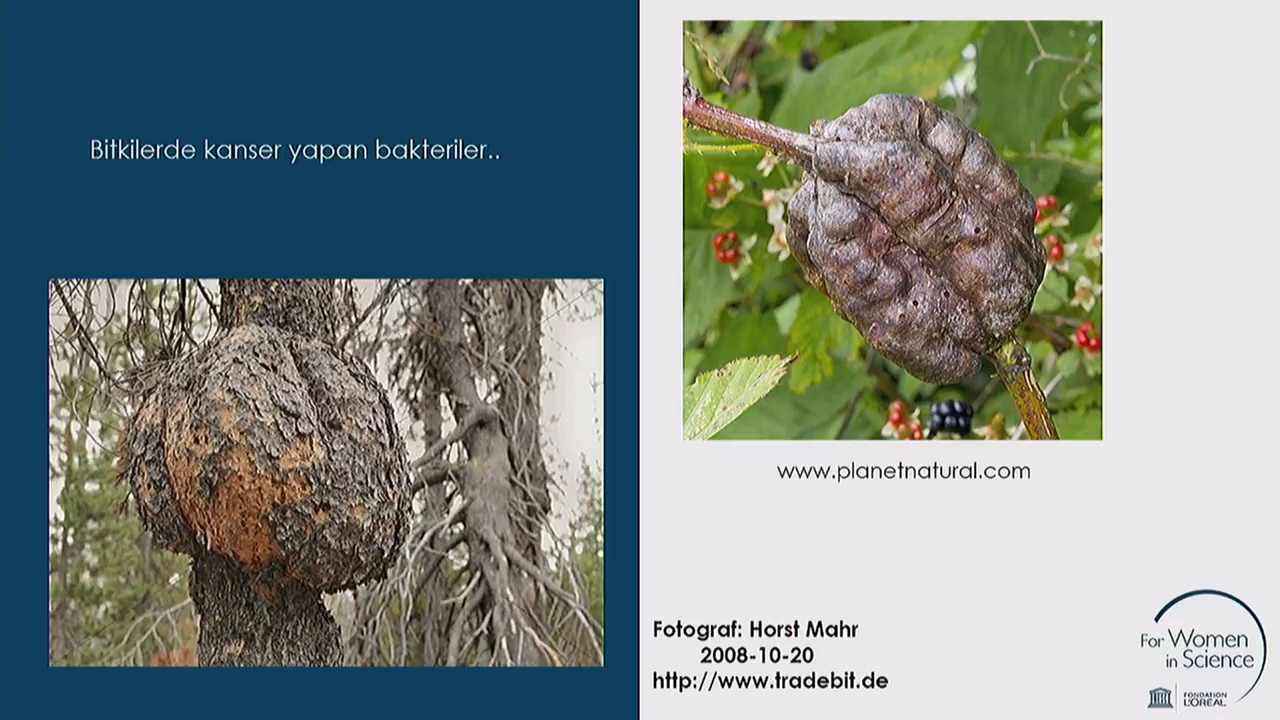 Bitkilerde kanser yapan bakteriler..
www.planetnatural.com
Fotograf: Horst Mahr
2008-10-20
http://www.tradebit.de
For Women
in Science
FONDATION
L'ORÉAL